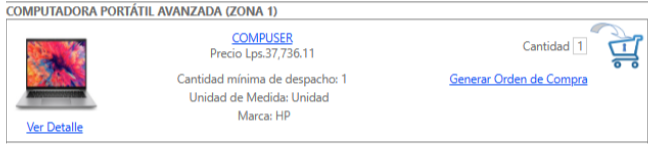 COMPUTADORA PORTÁTIL AVANZADA (ZONA 1)
COMPUSER
Precio Lps.37,736.11
Cantidad 1
1
Cantidad mínima de despacho: 1
Generar Orden de Compra
Unidad de Medida: Unidad
Marca: HP
Ver Detalle